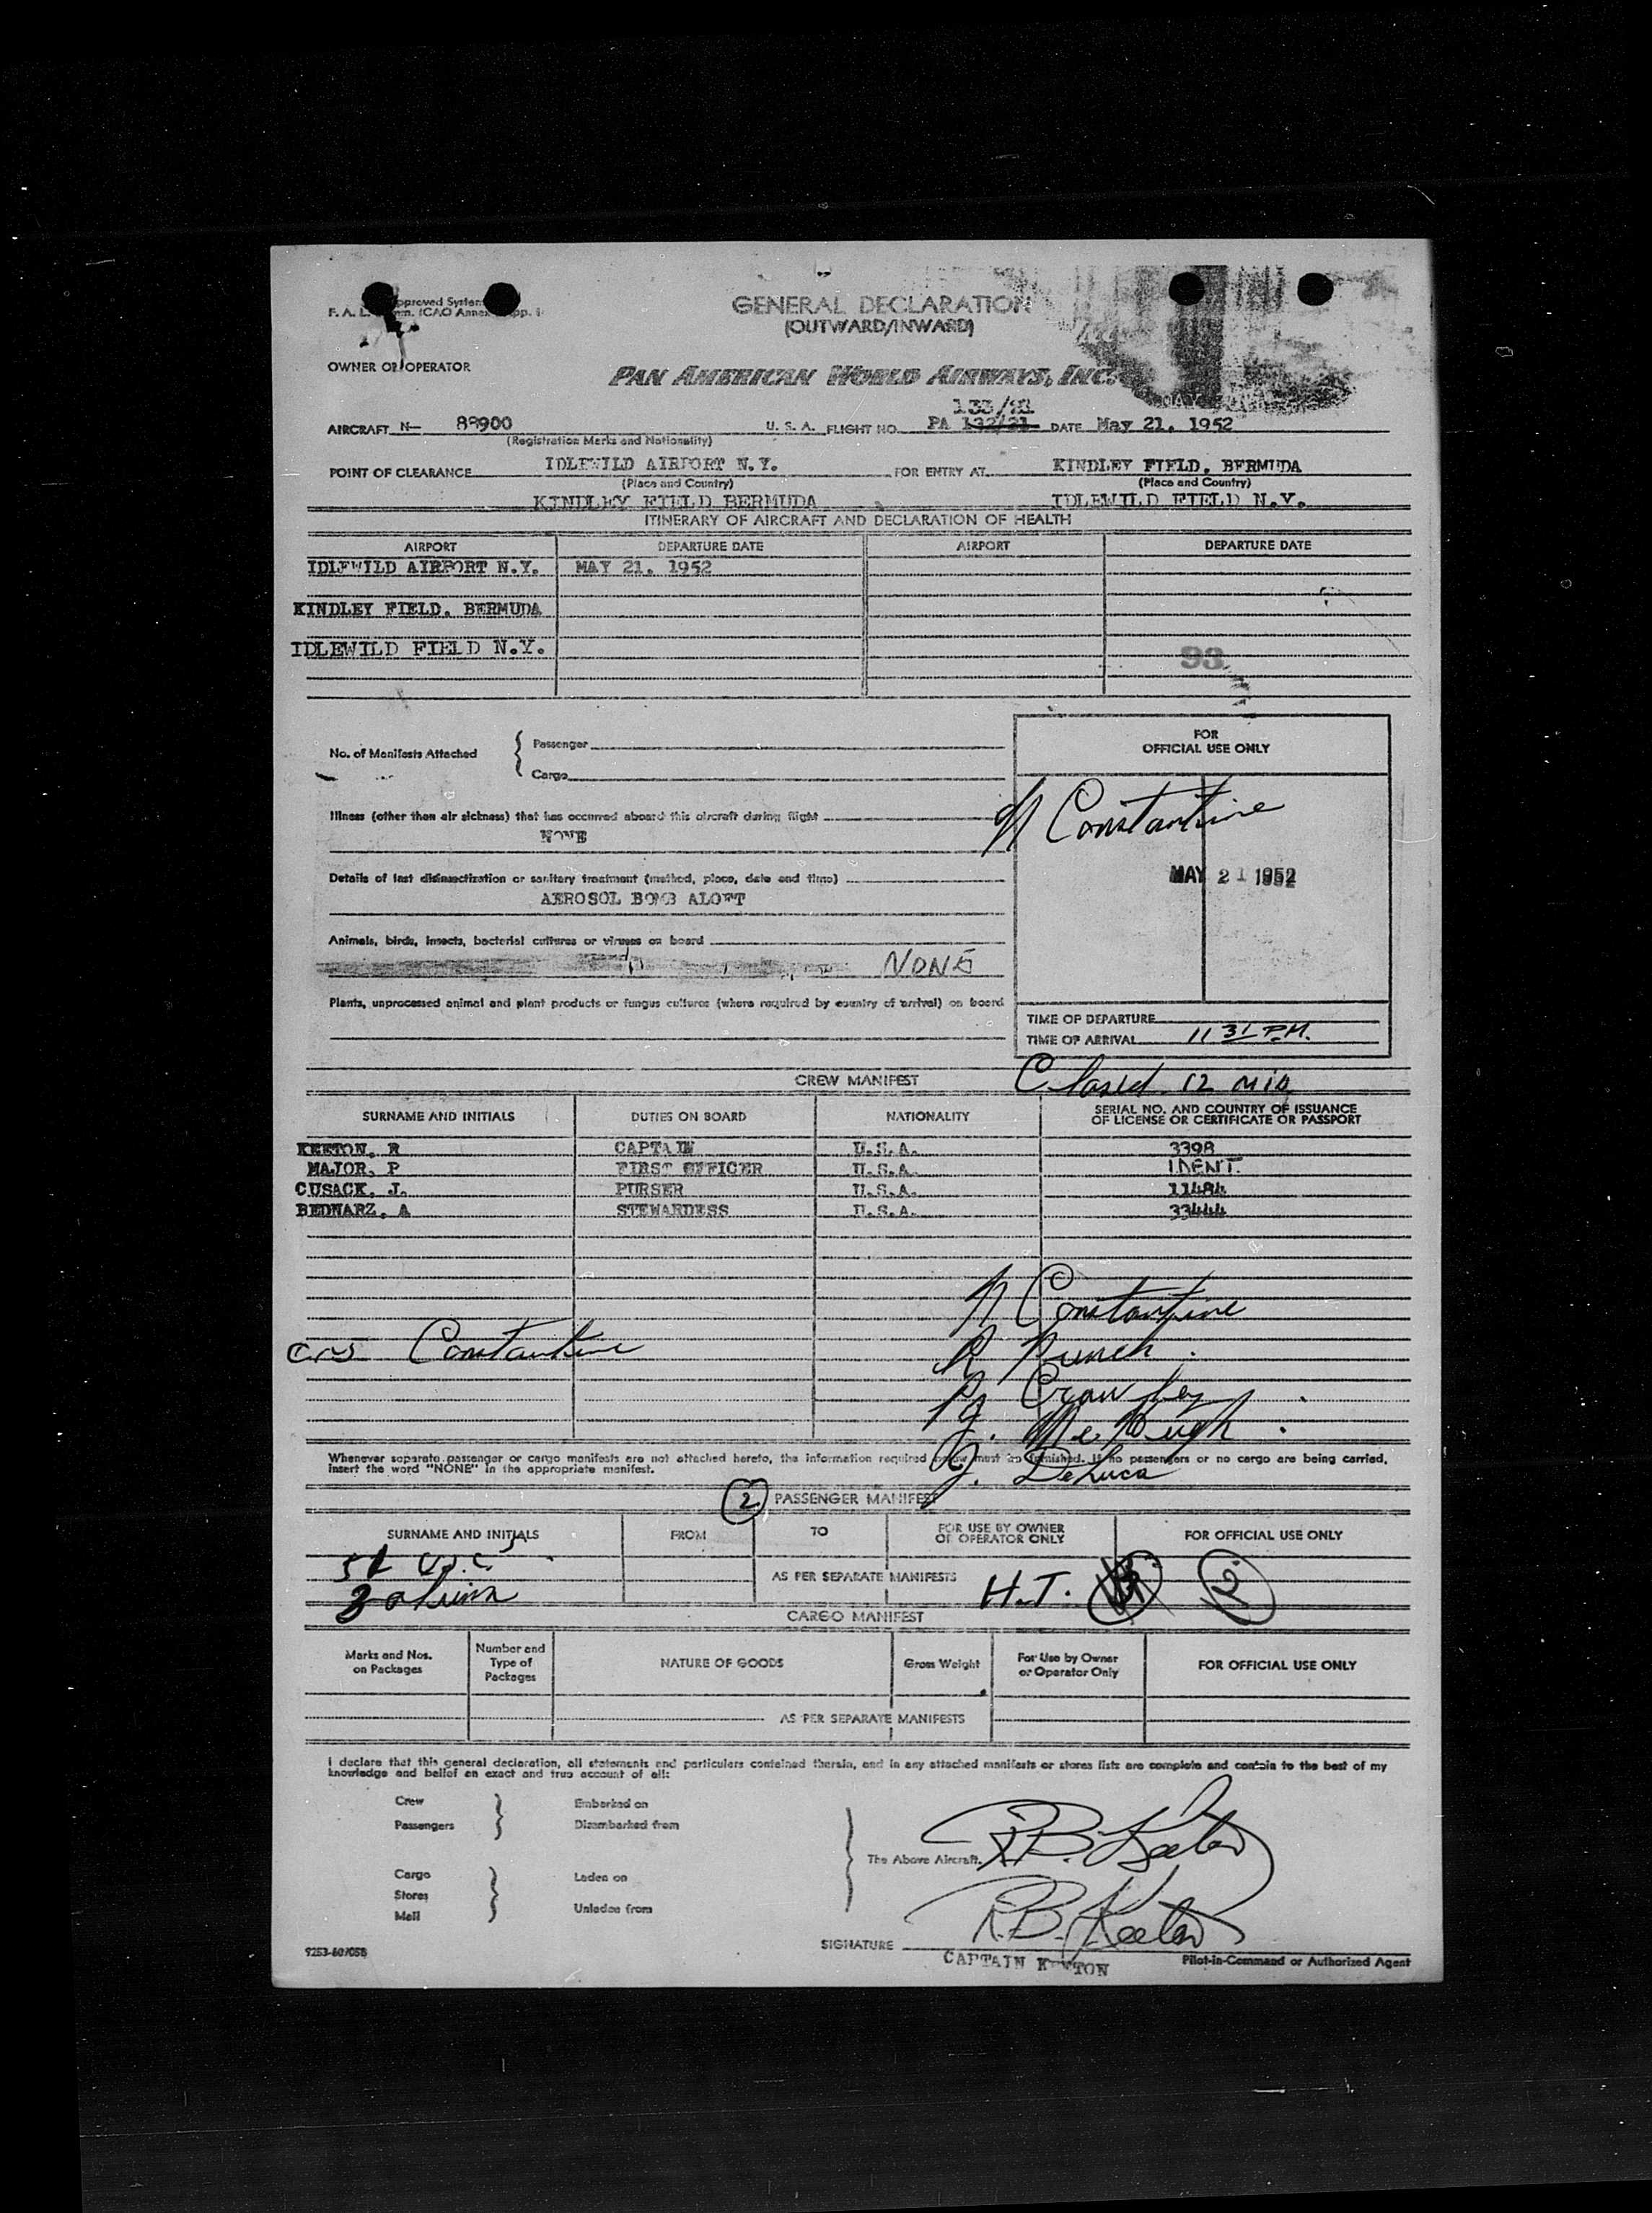 GENERAL DECLARATION
(OUTWARD/INWARD)
OWNER OR OPERATOR
PAN AMERICAN WORLD AIRWAYS, INC.
133/21
AIRCRAFT N- 88900 U. S. A. FLIGHT NO. PA 132/21 DATE May 21, 1952
(Registration Marks and Nationality)
POINT OF CLEARANCE IDLEWILD AIRPORT N.Y. FOR ENTRY AT KINDLEY FIELD, BERMUDA
(Place and Country) (Place and Country)
KINDLEY FIELD BERMUDA IDLEWILD FIELD N.Y.
ITINERARY OF AIRCRAFT AND DECLARATION OF HEALTH
AIRPORT DEPARTURE DATE AIRPORT DEPARTURE DATE
IDLEWILD AIRPORT N.Y. MAY 21, 1952
KINDLEY FIELD, BERMUDA
IDLEWILD FIELD N.Y.
93
No. of Manifests Attached { Passenger
Cargo
FOR
OFFICIAL USE ONLY
N Constantine
MAY 21 1952
Illness (other than air sickness) that has occurred aboard this aircraft during flight
NONE
Details of last disinsectization or sanitary treatment (method, place, date and time)
AEROSOL BOMB ALOFT
Animals, birds, insects, bacterial cultures or viruses on board
NONE
Plants, unprocessed animal and plant products or fungus cultures (where required by country of arrival) on board
TIME OF DEPARTURE
TIME OF ARRIVAL 11 31 P.M.
CREW MANIFEST Closed 12 mid
SURNAME AND INITIALS DUTIES ON BOARD NATIONALITY SERIAL NO. AND COUNTRY OF ISSUANCE
OF LICENSE OR CERTIFICATE OR PASSPORT
KEETON, R CAPTAIN U.S.A. 3398
MAJOR, P FIRST OFFICER U.S.A. IDENT.
CUSACK, J. PURSER U.S.A. 11484
BEDNARZ, A STEWARDESS U.S.A. 33444
N Constantine
Constantine
R Punch
Crowley
McHugh
J. DeLuca
Whenever separate passenger or cargo manifests are not attached hereto, the information required below must be furnished. If no passengers or no cargo are being carried,
insert the word "NONE" in the appropriate manifest.
2 PASSENGER MANIFEST
SURNAME AND INITIALS FROM TO FOR USE BY OWNER
OR OPERATOR ONLY FOR OFFICIAL USE ONLY
AS PER SEPARATE MANIFESTS H.T. 2
CARGO MANIFEST
Marks and Nos.
on Packages Number and
Type of
Packages NATURE OF GOODS Gross Weight For Use by Owner
or Operator Only FOR OFFICIAL USE ONLY
AS PER SEPARATE MANIFESTS
I declare that this general declaration, all statements and particulars contained therein, and in any attached manifests or stores lists are complete and contain to the best of my
knowledge and belief an exact and true account of all:
Crew Embarked on
Passengers Disembarked from
The Above Aircraft. R.B. Keeton
Cargo Laden on
Stores
Mail Unladen from
SIGNATURE R.B. Keeton
CAPTAIN KEETON Pilot-in-Command or Authorized Agent